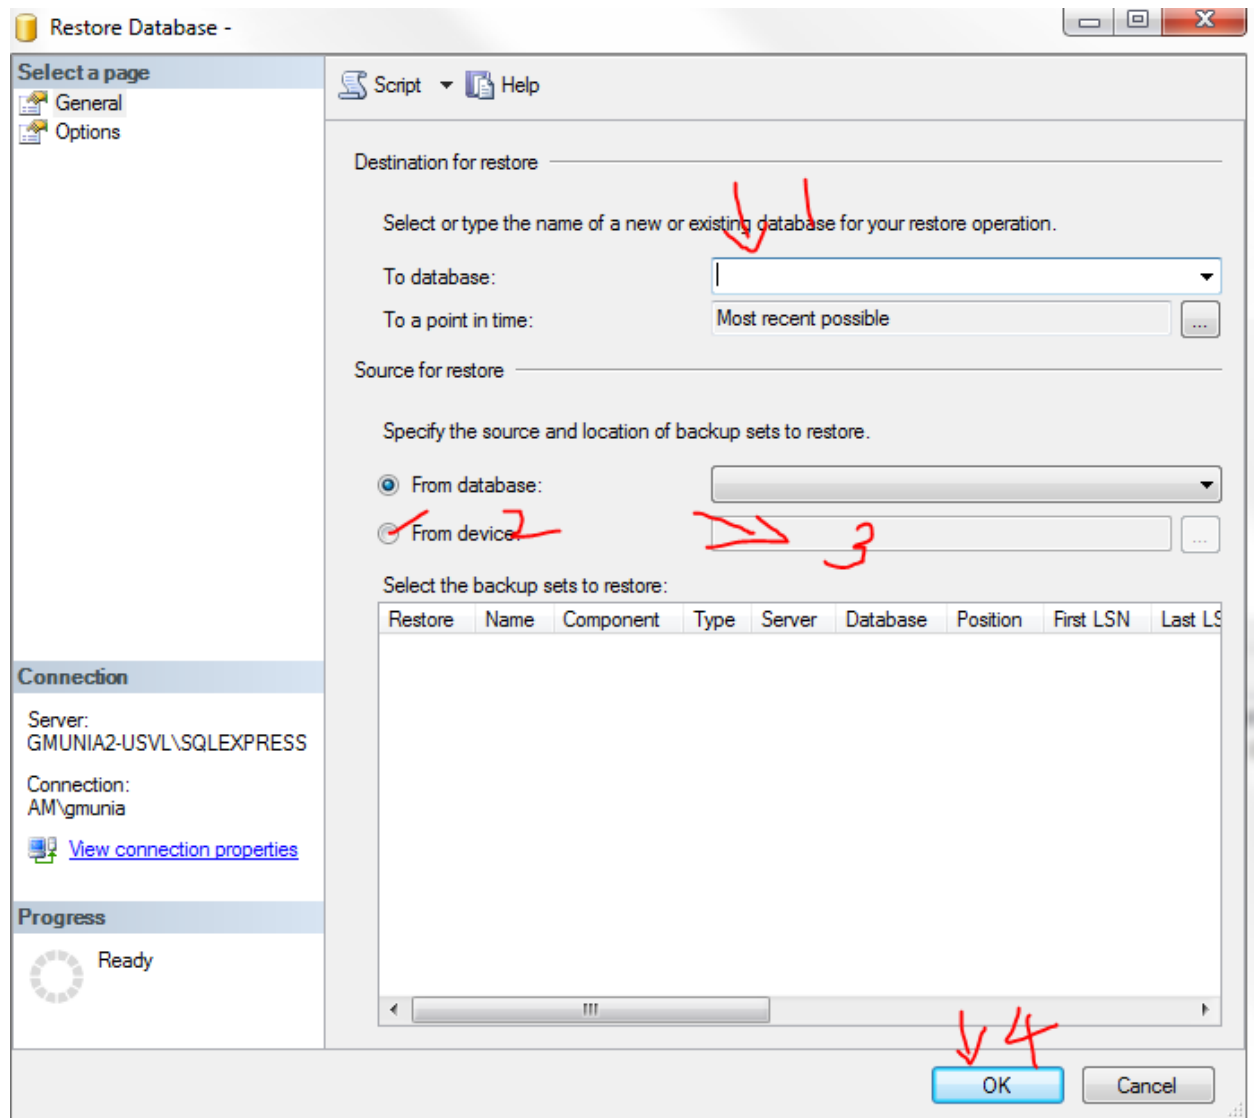 Restore Database -
Select a page
General
Options
Script
Help
Destination for restore
Select or type the name of a new or existing database for your restore operation.
1
To database:
To a point in time:
Most recent possible
...
Source for restore
Specify the source and location of backup sets to restore.
From database:
From device:
2
3
...
Select the backup sets to restore:
Restore Name Component Type Server Database Position First LSN Last LS
Connection
Server:
GMUNIA2-USVL\SQLEXPRESS
Connection:
AM\gmunia
View connection properties
Progress
Ready
4
OK
Cancel